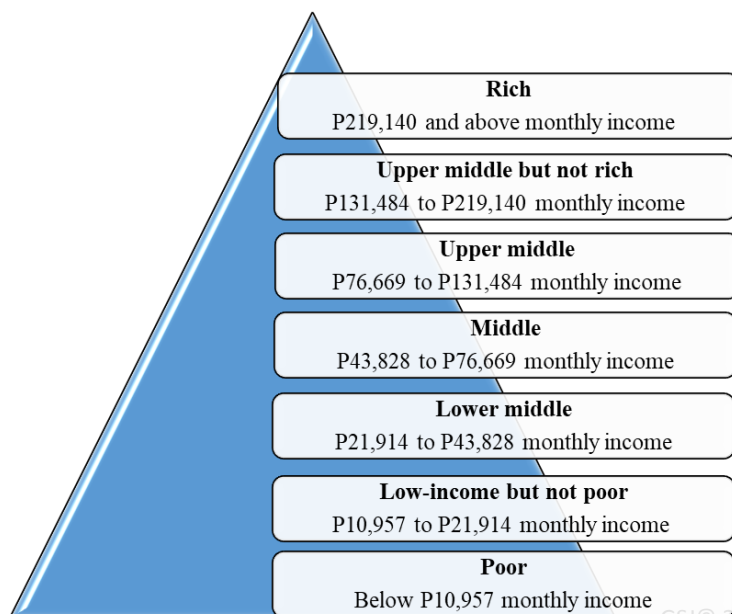 Rich
P219,140 and above monthly income
Upper middle but not rich
P131,484 to P219,140 monthly income
Upper middle
P76,669 to P131,484 monthly income
Middle
P43,828 to P76,669 monthly income
Lower middle
P21,914 to P43,828 monthly income
Low-income but not poor
P10,957 to P21,914 monthly income
Poor
Below P10,957 monthly income